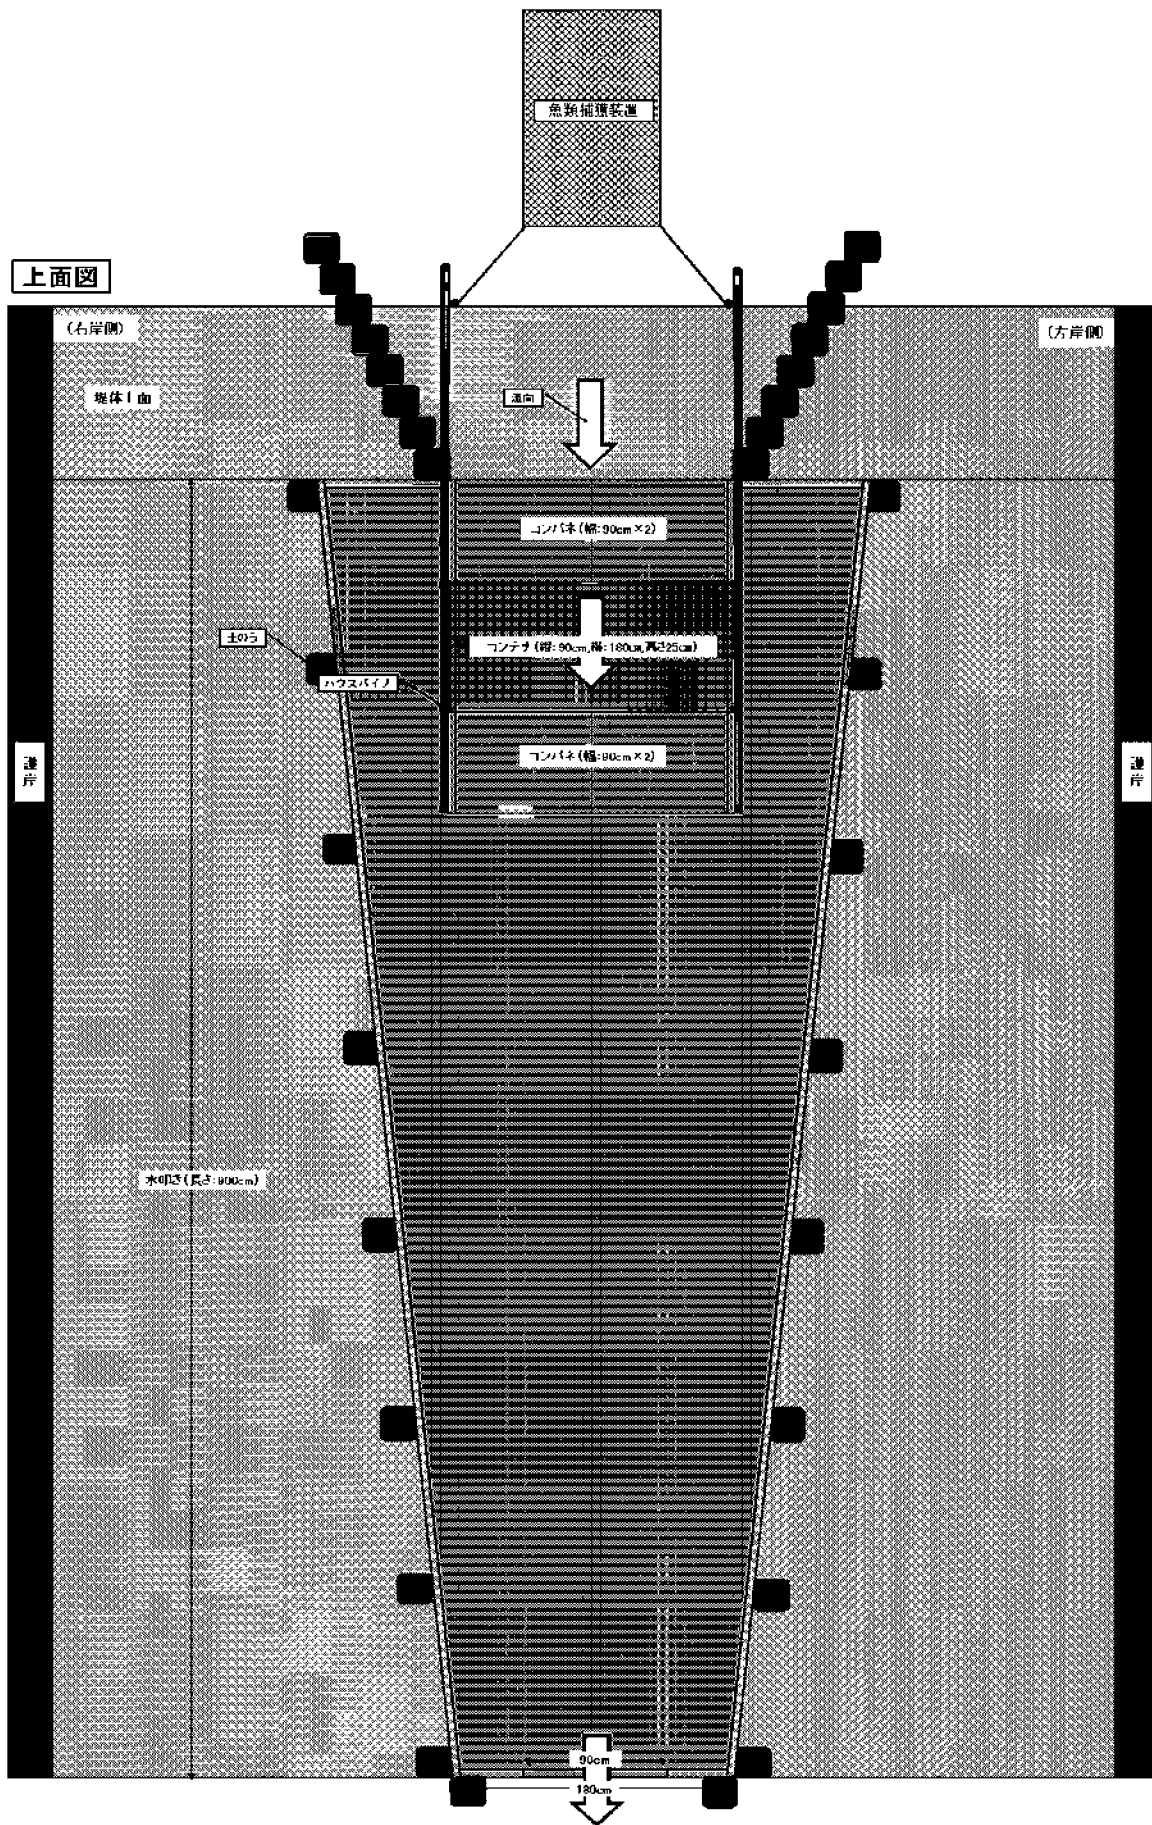 魚類捕獲装置
上面図
(右岸側)
(左岸側)
堤体上面
流向
コンパネ(幅:90cm×2)
土のう
コンテナ(縦:90cm,横:180cm,高さ25cm)
ハウスパイプ
コンパネ(幅:90cm×2)
護岸
護岸
水叩き(長さ:900cm)
90cm
180cm